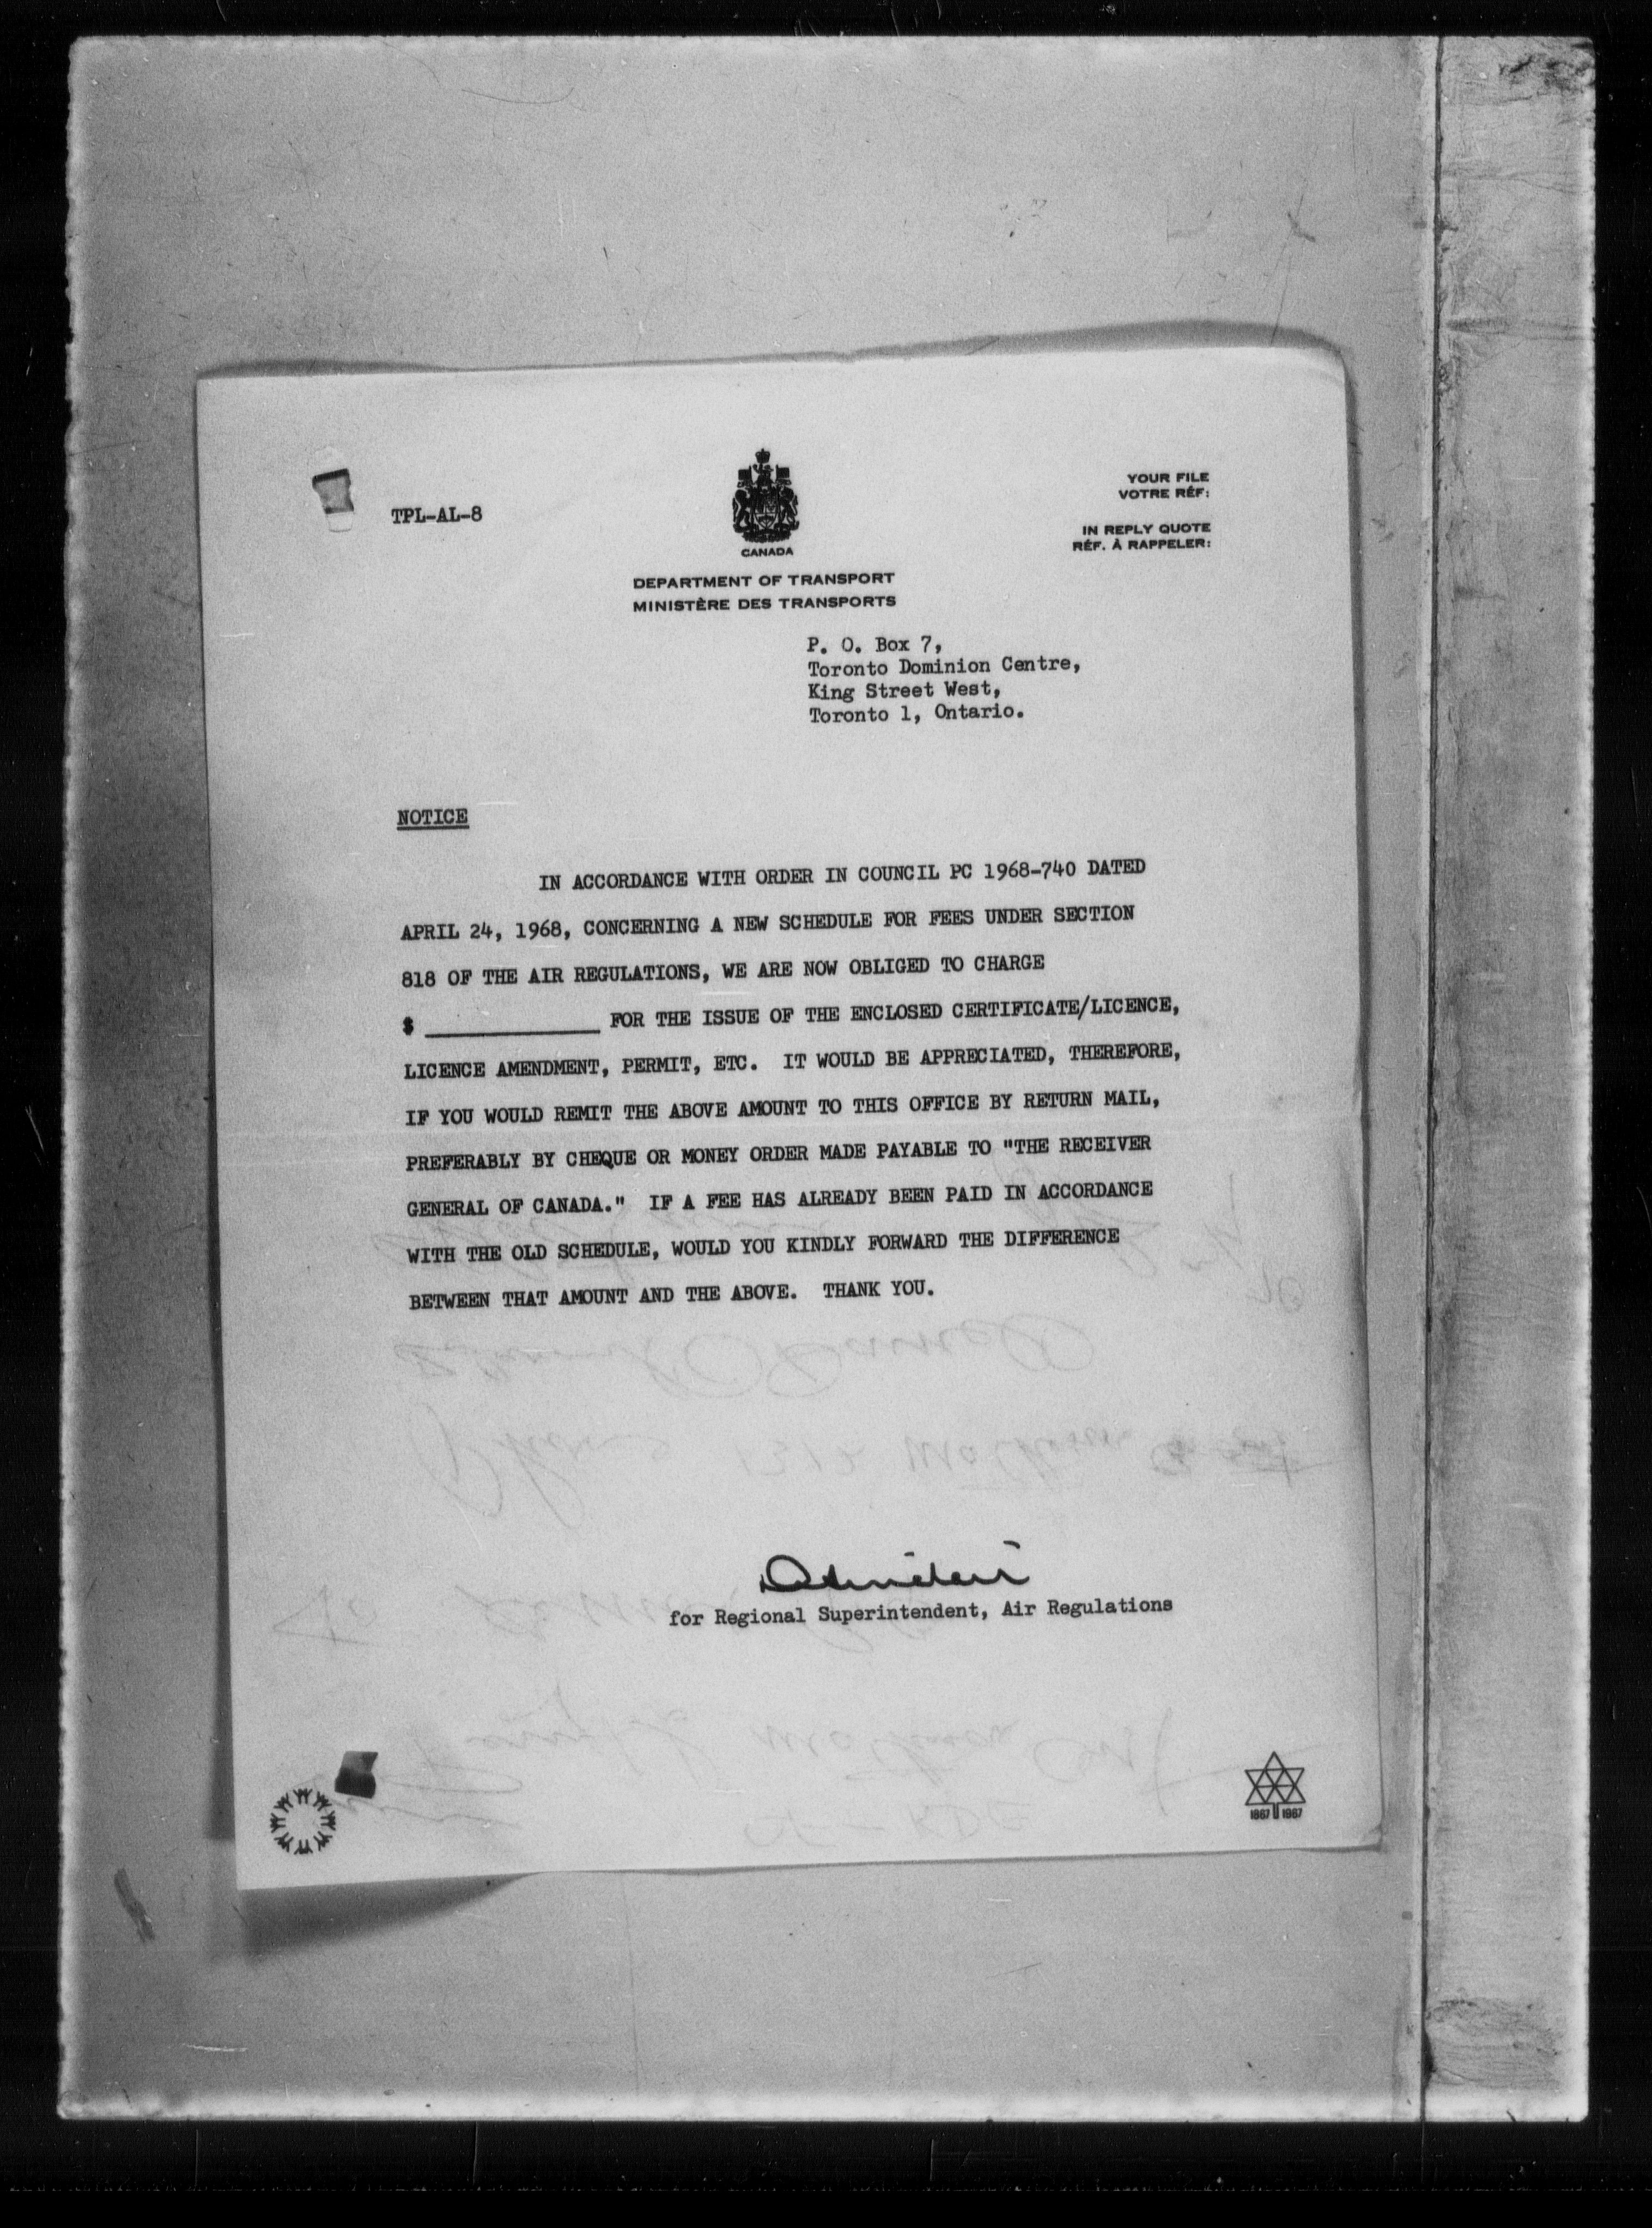 TPL-AL-8
CANADA
DEPARTMENT OF TRANSPORT
MINISTÈRE DES TRANSPORTS
YOUR FILE
VOTRE RÉF:
IN REPLY QUOTE
RÉF. À RAPPELER:
P. O. Box 7,
Toronto Dominion Centre,
King Street West,
Toronto 1, Ontario.
NOTICE
IN ACCORDANCE WITH ORDER IN COUNCIL PC 1968-740 DATED
APRIL 24, 1968, CONCERNING A NEW SCHEDULE FOR FEES UNDER SECTION
818 OF THE AIR REGULATIONS, WE ARE NOW OBLIGED TO CHARGE
$ ____________ FOR THE ISSUE OF THE ENCLOSED CERTIFICATE/LICENCE,
LICENCE AMENDMENT, PERMIT, ETC. IT WOULD BE APPRECIATED, THEREFORE,
IF YOU WOULD REMIT THE ABOVE AMOUNT TO THIS OFFICE BY RETURN MAIL,
PREFERABLY BY CHEQUE OR MONEY ORDER MADE PAYABLE TO "THE RECEIVER
GENERAL OF CANADA." IF A FEE HAS ALREADY BEEN PAID IN ACCORDANCE
WITH THE OLD SCHEDULE, WOULD YOU KINDLY FORWARD THE DIFFERENCE
BETWEEN THAT AMOUNT AND THE ABOVE. THANK YOU.
for Regional Superintendent, Air Regulations
1867 1967